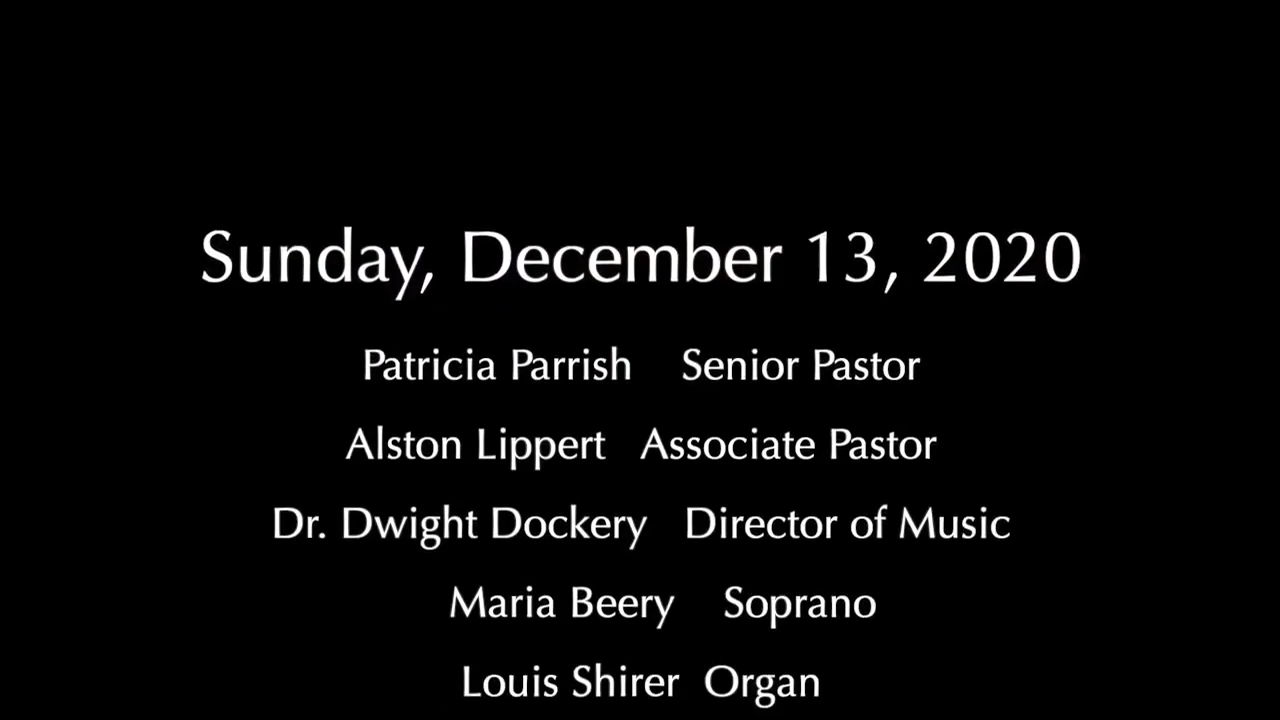 Sunday, December 13, 2020
Patricia Parrish Senior Pastor
Alston Lippert Associate Pastor
Dr. Dwight Dockery Director of Music
Maria Beery Soprano
Louis Shirer Organ